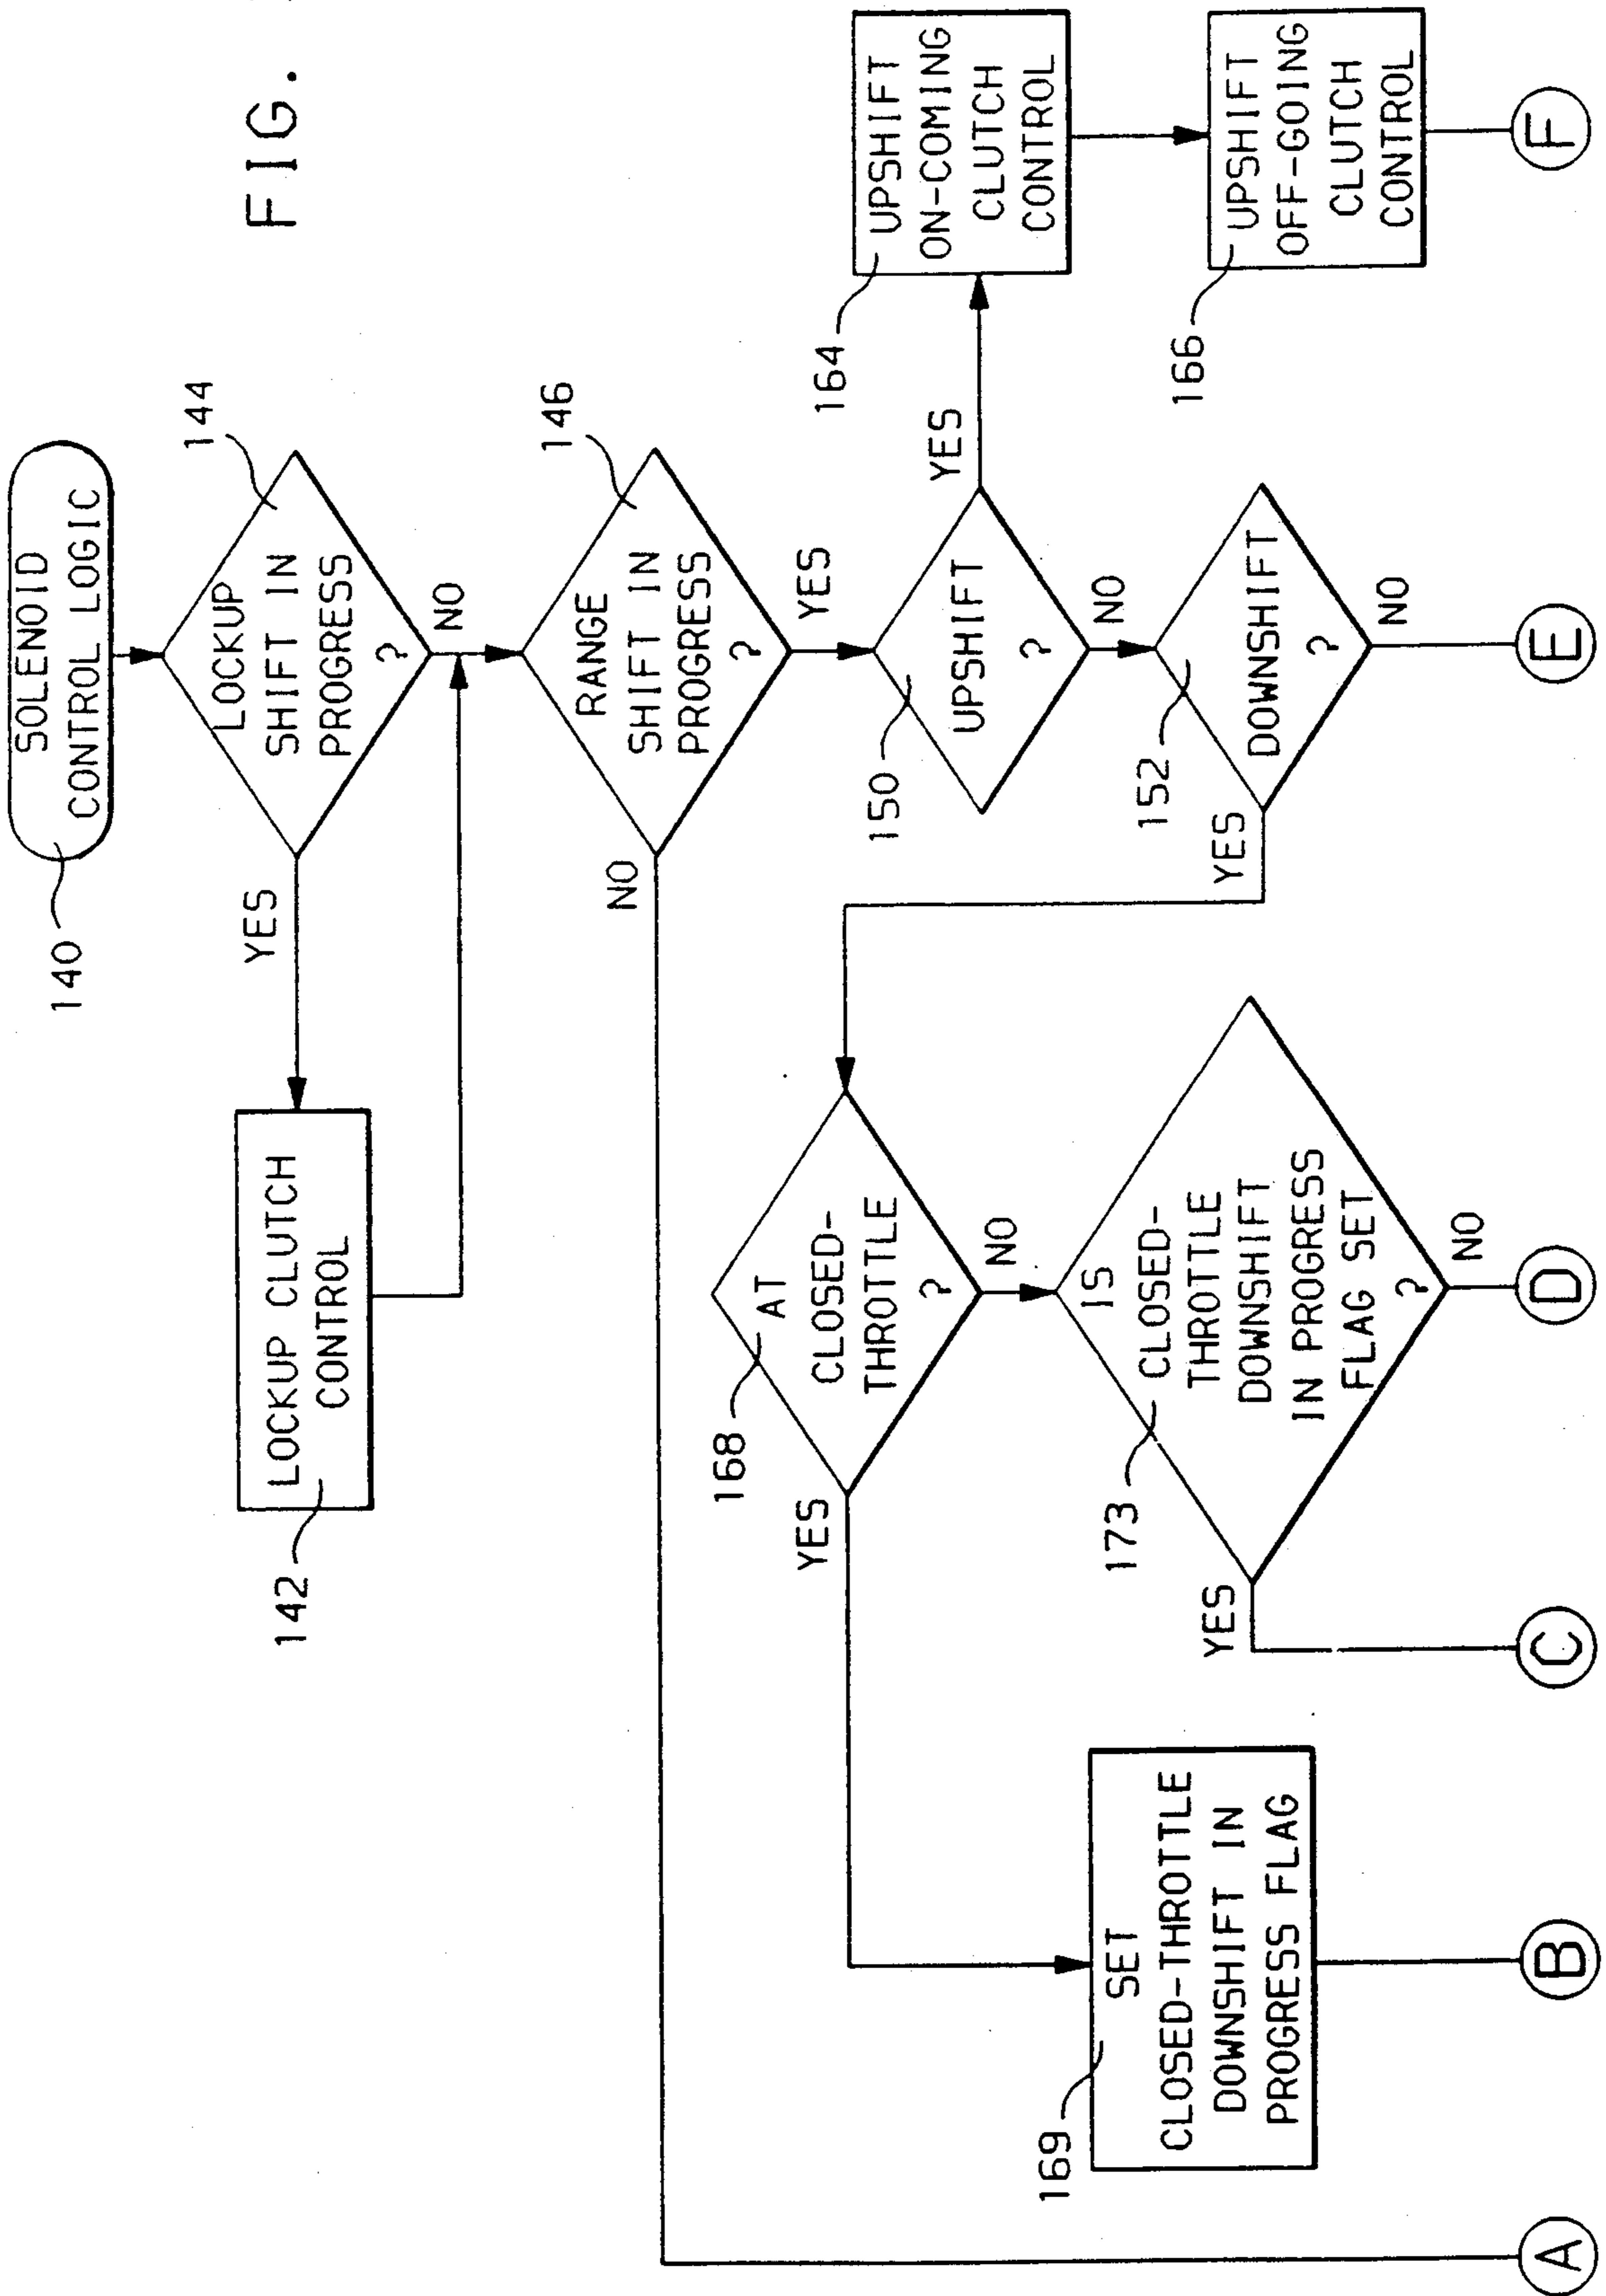 FIG.
SOLENOID
CONTROL LOGIC
140
LOCKUP
SHIFT IN
PROGRESS
?
144
YES
NO
LOCKUP CLUTCH
CONTROL
142
RANGE
SHIFT IN
PROGRESS
?
146
NO
YES
UPSHIFT
?
150
YES
NO
UPSHIFT
ON-COMING
CLUTCH
CONTROL
164
UPSHIFT
OFF-GOING
CLUTCH
CONTROL
166
DOWNSHIFT
?
152
YES
NO
AT
CLOSED-
THROTTLE
?
168
YES
NO
IS
CLOSED-
THROTTLE
DOWNSHIFT
IN PROGRESS
FLAG SET
?
173
YES
NO
SET
CLOSED-THROTTLE
DOWNSHIFT IN
PROGRESS FLAG
169
A
B
C
D
E
F